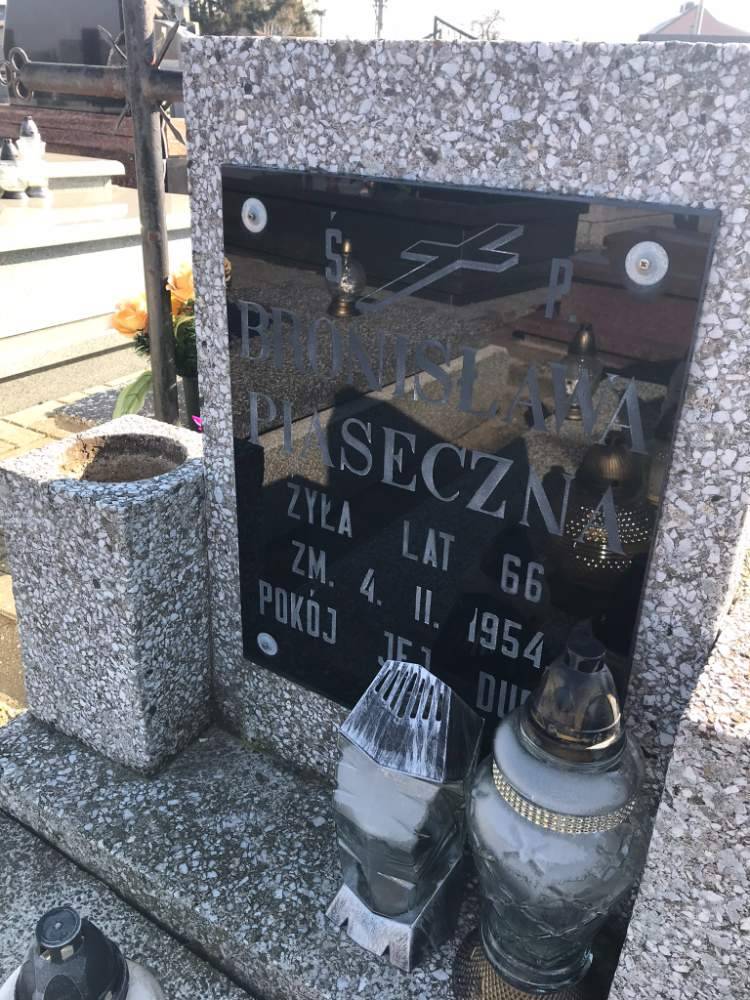 Ś P.
BRONISŁAWA
PIASECZNA
ŻYŁA LAT 66
ZM. 4. II. 1954
POKÓJ JEJ